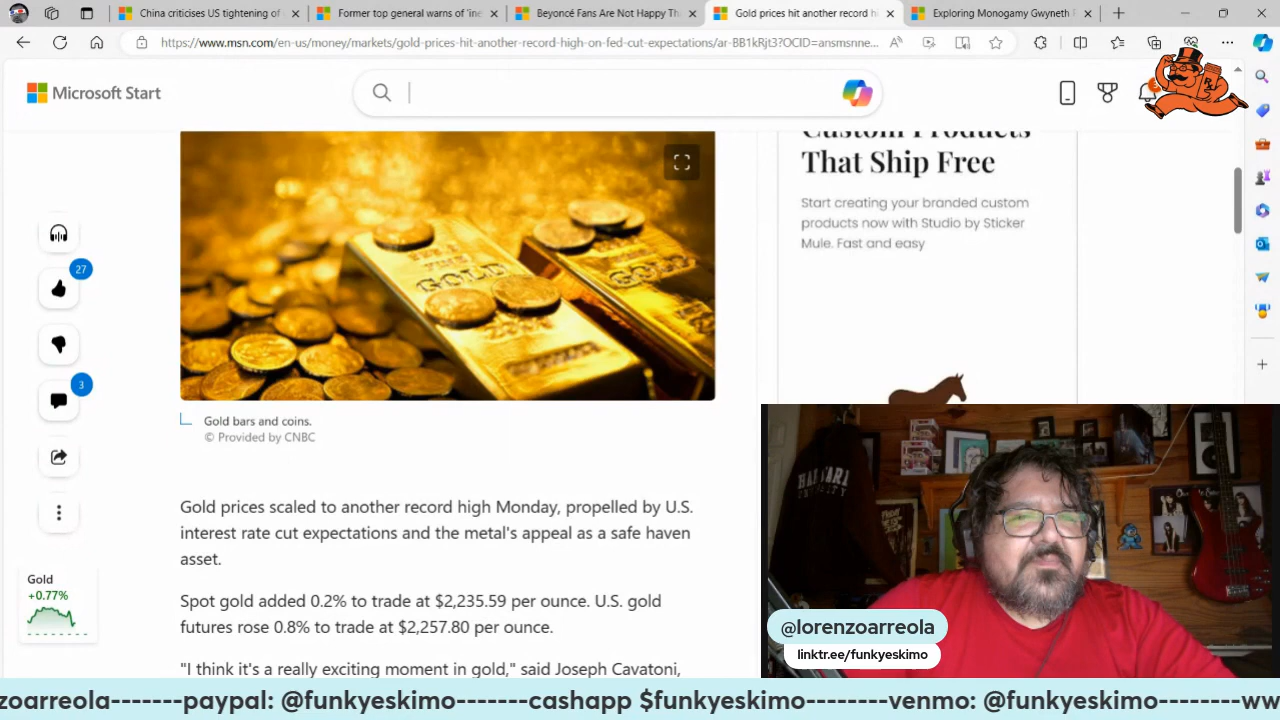 China criticises US tightening of
Former top general warns of 'ine
Beyoncé Fans Are Not Happy Th
Gold prices hit another record hi
Exploring Monogamy Gwyneth
https://www.msn.com/en-us/money/markets/gold-prices-hit-another-record-high-on-fed-cut-expectations/ar-BB1kRjt3?OCID=ansmsnne...
Microsoft Start
Custom Products
That Ship Free
Start creating your branded custom
products now with Studio by Sticker
Mule. Fast and easy
27
3
GOLD
GOLD
Gold bars and coins.
© Provided by CNBC
Gold prices scaled to another record high Monday, propelled by U.S.
interest rate cut expectations and the metal's appeal as a safe haven
asset.
Gold
+0.77%
Spot gold added 0.2% to trade at $2,235.59 per ounce. U.S. gold
futures rose 0.8% to trade at $2,257.80 per ounce.
"I think it's a really exciting moment in gold," said Joseph Cavatoni,
@lorenzoarreola
linktr.ee/funkyeskimo
zoarreola-------paypal: @funkyeskimo-------cashapp $funkyeskimo--------venmo: @funkyeskimo--------ww